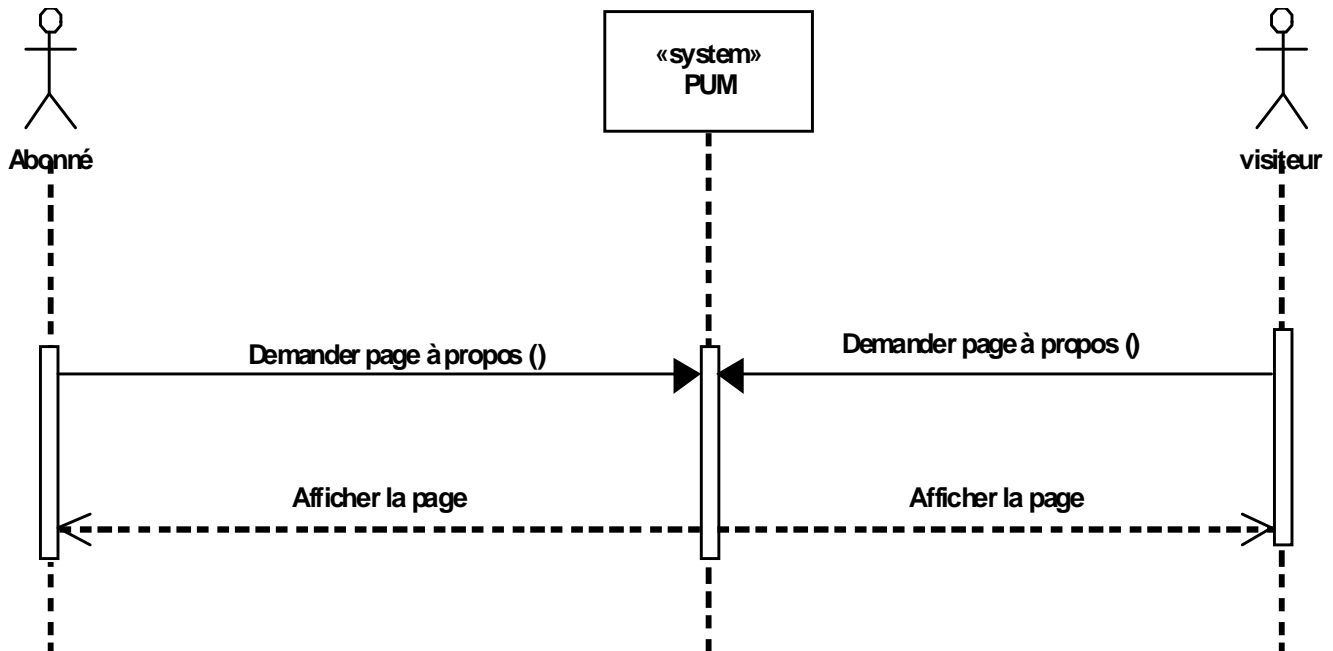 «system»
PUM
Abonné
visiteur
Demander page à propos ()
Demander page à propos ()
Afficher la page
Afficher la page